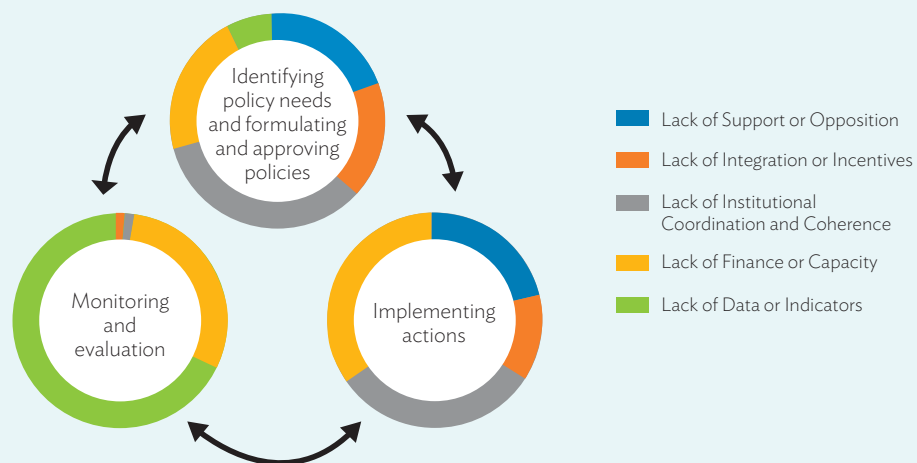 Identifying
policy needs
and formulating
and approving
policies
Monitoring
and
evaluation
Implementing
actions
Lack of Support or Opposition
Lack of Integration or Incentives
Lack of Institutional
Coordination and Coherence
Lack of Finance or Capacity
Lack of Data or Indicators